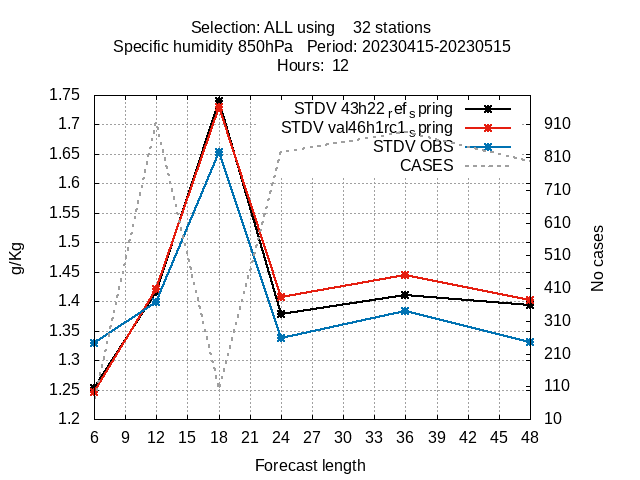 Selection: ALL using    32 stations
Specific humidity 850hPa   Period: 20230415-20230515
Hours:  12
STDV 43h22refspring
STDV val46h1rc1spring
STDV OBS
CASES
1.75
1.7
1.65
1.6
1.55
1.5
1.45
1.4
1.35
1.3
1.25
1.2
g/Kg
910
810
710
610
510
410
310
210
110
10
No cases
6 9 12 15 18 21 24 27 30 33 36 39 42 45 48
Forecast length